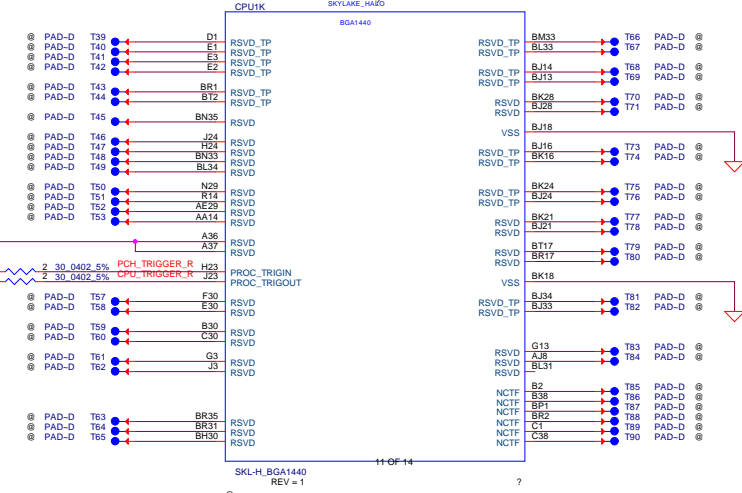 CPU1K
SKYLAKE_HALO
BGA1440
@ PAD~D T39 D1 RSVD_TP
@ PAD~D T40 E1 RSVD_TP
@ PAD~D T41 E3 RSVD_TP
@ PAD~D T42 E2 RSVD_TP
@ PAD~D T43 BR1 RSVD_TP
@ PAD~D T44 BT2 RSVD_TP
@ PAD~D T45 BN35 RSVD
@ PAD~D T46 J24 RSVD
@ PAD~D T47 H24 RSVD
@ PAD~D T48 BN33 RSVD
@ PAD~D T49 BL34 RSVD
@ PAD~D T50 N29 RSVD
@ PAD~D T51 R14 RSVD
@ PAD~D T52 AE29 RSVD
@ PAD~D T53 AA14 RSVD
A36 RSVD
A37 RSVD
2 30_0402_5% PCH_TRIGGER_R H23 PROC_TRIGIN
2 30_0402_5% CPU_TRIGGER_R J23 PROC_TRIGOUT
@ PAD~D T57 F30 RSVD
@ PAD~D T58 E30 RSVD
@ PAD~D T59 B30 RSVD
@ PAD~D T60 C30 RSVD
@ PAD~D T61 G3 RSVD
@ PAD~D T62 J3 RSVD
@ PAD~D T63 BR35 RSVD
@ PAD~D T64 BR31 RSVD
@ PAD~D T65 BH30 RSVD
RSVD_TP BM33 T66 PAD~D @
RSVD_TP BL33 T67 PAD~D @
RSVD_TP BJ14 T68 PAD~D @
RSVD_TP BJ13 T69 PAD~D @
RSVD BK28 T70 PAD~D @
RSVD BJ28 T71 PAD~D @
VSS BJ18
RSVD_TP BJ16 T73 PAD~D @
RSVD_TP BK16 T74 PAD~D @
RSVD_TP BK24 T75 PAD~D @
RSVD_TP BJ24 T76 PAD~D @
RSVD BK21 T77 PAD~D @
RSVD BJ21 T78 PAD~D @
RSVD BT17 T79 PAD~D @
RSVD BR17 T80 PAD~D @
VSS BK18
RSVD_TP BJ34 T81 PAD~D @
RSVD_TP BJ33 T82 PAD~D @
RSVD G13 T83 PAD~D @
RSVD AJ8 T84 PAD~D @
RSVD BL31
NCTF B2 T85 PAD~D @
NCTF B38 T86 PAD~D @
NCTF BP1 T87 PAD~D @
NCTF BR2 T88 PAD~D @
NCTF C1 T89 PAD~D @
NCTF C38 T90 PAD~D @
11 OF 14
SKL-H_BGA1440
REV = 1 ?